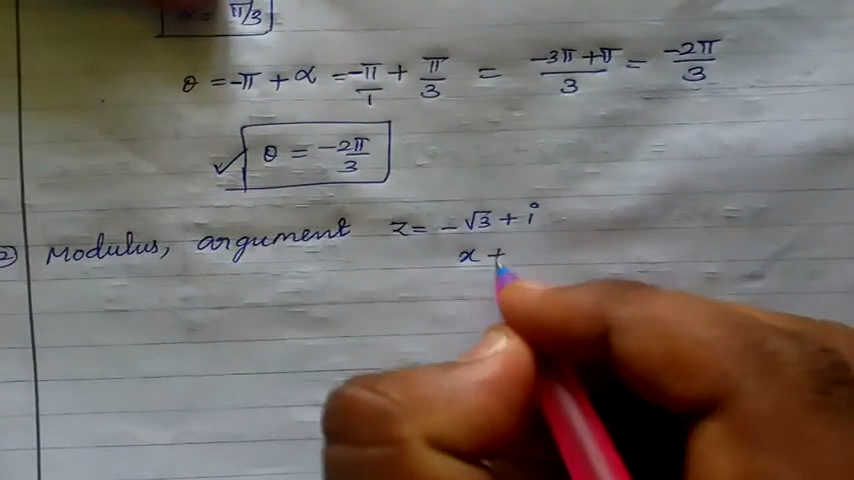 = π/3
θ = -π + α = -π/1 + π/3 = -3π + π/3 = -2π/3
✓ θ = -2π/3
2) Modulus, argument z = -√3 + i
x +